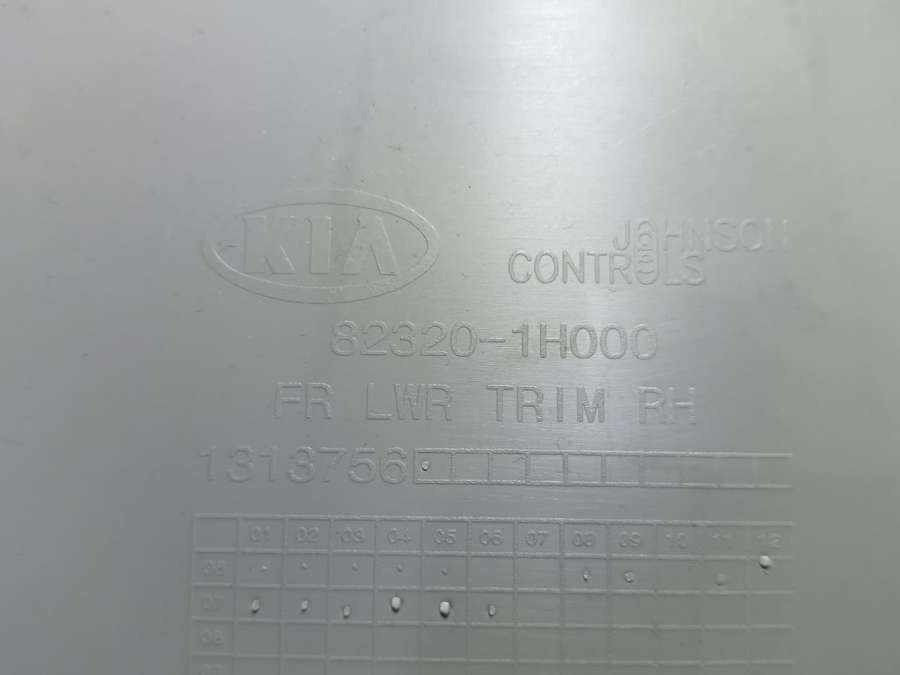 KIA
JOHNSON
CONTROLS
82320-1H000
FR LWR TRIM RH
1313756
01 02 03 04 05 06 07 08 09 10 11 12
06
07
08